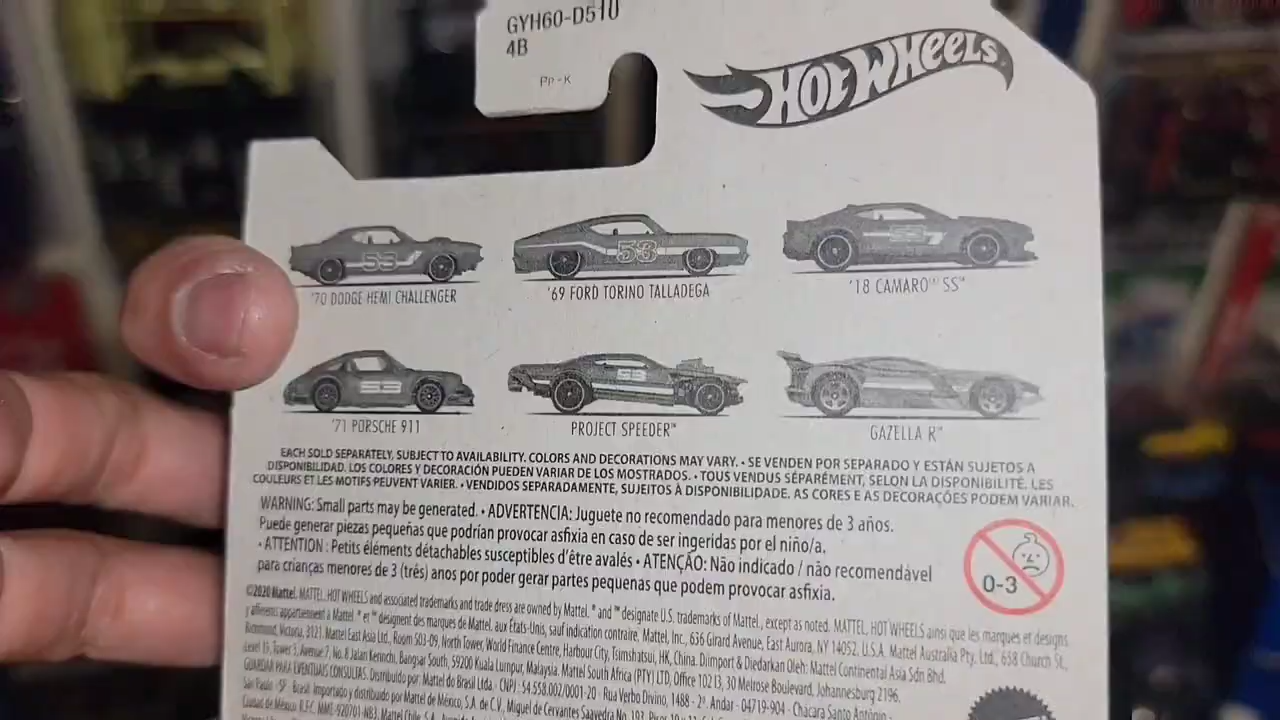 GYH60-D510
4B
Pp-K
HOT WHEELS
53
53
53
'70 DODGE HEMI CHALLENGER
'69 FORD TORINO TALLADEGA
'18 CAMARO™ SS™
53
53
'71 PORSCHE 911
PROJECT SPEEDER™
GAZELLA R™
EACH SOLD SEPARATELY, SUBJECT TO AVAILABILITY. COLORS AND DECORATIONS MAY VARY. • SE VENDEN POR SEPARADO Y ESTÁN SUJETOS A
DISPONIBILIDAD. LOS COLORES Y DECORACIÓN PUEDEN VARIAR DE LOS MOSTRADOS. • TOUS VENDUS SÉPARÉMENT, SELON LA DISPONIBILITÉ. LES
COULEURS ET LES MOTIFS PEUVENT VARIER. • VENDIDOS SEPARADAMENTE, SUJEITOS À DISPONIBILIDADE. AS CORES E AS DECORAÇÕES PODEM VARIAR.
WARNING: Small parts may be generated. • ADVERTENCIA: Juguete no recomendado para menores de 3 años.
Puede generar piezas pequeñas que podrían provocar asfixia en caso de ser ingeridas por el niño/a.
• ATTENTION : Petits éléments détachables susceptibles d'être avalés • ATENÇÃO: Não indicado / não recomendável
para crianças menores de 3 (três) anos por poder gerar partes pequenas que podem provocar asfixia.
0-3
©2020 Mattel. MATTEL, HOT WHEELS and associated trademarks and trade dress are owned by Mattel. ® and ™ designate U.S. trademarks of Mattel, except as noted. MATTEL, HOT WHEELS ainsi que les marques et designs
y afférents appartiennent à Mattel. ® et ™ désignent des marques de Mattel aux États-Unis, sauf indication contraire. Mattel, Inc., 636 Girard Avenue, East Aurora, NY 14052, U.S.A. Mattel Australia Pty. Ltd., 658 Church St.,
Richmond, Victoria, 3121. Mattel East Asia Ltd., Room 503-09, North Tower, World Finance Centre, Harbour City, Tsimshatsui, HK, China. Diimport & Diedarkan Oleh: Mattel Continental Asia Sdn Bhd.
Level 15, Tower 5, Avenue 7, No. 8 Jalan Kerinchi, Bangsar South, 59200 Kuala Lumpur, Malaysia. Mattel South Africa (PTY) LTD, Office 102 I3, 30 Melrose Boulevard, Johannesburg 2196.
GUARDAR PARA EVENTUAIS CONSULTAS. Distribuido por: Mattel do Brasil Ltda. - CNPJ : 54.558.002/0001-20 - Rua Verbo Divino, 1488 - 2º. Andar - 04719-904 - Chácara Santo Antônio -
São Paulo - SP - Brasil. Importado y distribuido por Mattel de México, S.A. de C.V., Miguel de Cervantes Saavedra No. 193,
Ciudad de México. R.F.C. MME-920701-NB3. Mattel Chile, S.A.,